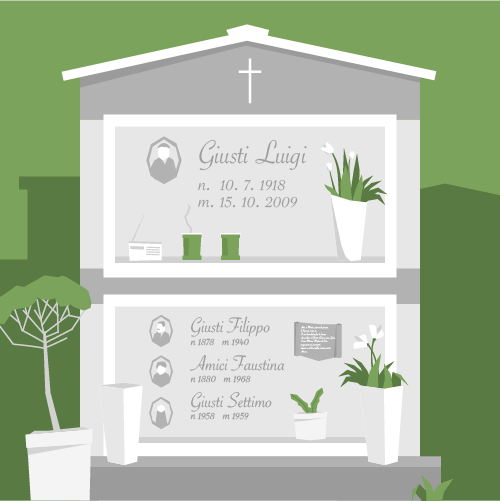 Giusti Luigi
n. 10. 7. 1918
m. 15. 10. 2009
Giusti Filippo
n 1878 m 1940
Amici Faustina
n 1880 m 1968
Giusti Settimo
n 1958 m 1959